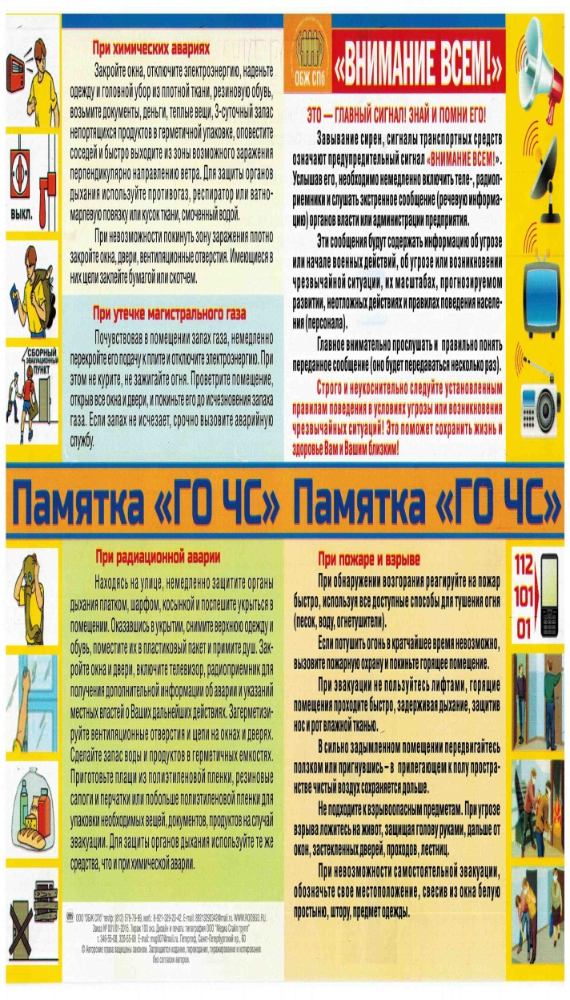 При химических авариях
Закройте окна, отключите электроэнергию, наденьте
одежду и головной убор из плотной ткани, резиновую обувь,
возьмите документы, деньги, теплые вещи, 3-суточный запас
непортящихся продуктов в герметичной упаковке, оповестите
соседей и быстро выходите из зоны возможного заражения
перпендикулярно направлению ветра. Для защиты органов
дыхания используйте противогаз, респиратор или ватно-
марлевую повязку или кусок ткани, смоченный водой.
При невозможности покинуть зону заражения плотно
закройте окна, двери, вентиляционные отверстия. Имеющиеся в
них щели заклейте бумагой или скотчем.
ВЫКЛ.
При утечке магистрального газа
Почувствовав в помещении запах газа, немедленно
перекройте его подачу к плите и отключите электроэнергию. При
этом не курите, не зажигайте огня. Проветрите помещение,
открыв все окна и двери, и покиньте его до исчезновения запаха
газа. Если запах не исчезает, срочно вызовите аварийную
службу.
СБОРНЫЙ
ЭВАКУАЦИОННЫЙ
ПУНКТ
ОБЖ СПб
«ВНИМАНИЕ ВСЕМ!»
ЭТО — ГЛАВНЫЙ СИГНАЛ! ЗНАЙ И ПОМНИ ЕГО!
Завывание сирен, сигналы транспортных средств
означают предупредительный сигнал «ВНИМАНИЕ ВСЕМ!».
Услышав его, необходимо немедленно включить теле-, радиоп-
риемники и слушать экстренное сообщение (речевую информа-
цию) органов власти или администрации предприятия.
Эти сообщения будут содержать информацию об угрозе
или начале военных действий, об угрозе или возникновении
чрезвычайной ситуации, их масштабах, прогнозируемом
развитии, неотложных действиях и правилах поведения населе-
ния (персонала).
Главное внимательно прослушать и правильно понять
переданное сообщение (оно будет передаваться несколько раз).
Строго и неукоснительно следуйте установленным
правилам поведения в условиях угрозы или возникновения
чрезвычайных ситуаций! Это поможет сохранить жизнь и
здоровье Вам и Вашим близким!
Памятка «ГО ЧС» Памятка «ГО ЧС»
При радиационной аварии
Находясь на улице, немедленно защитите органы
дыхания платком, шарфом, косынкой и поспешите укрыться в
помещении. Оказавшись в укрытии, снимите верхнюю одежду и
обувь, поместите их в пластиковый пакет и примите душ. Зак-
ройте окна и двери, включите телевизор, радиоприемник для
получения дополнительной информации об аварии и указаний
местных властей о Ваших дальнейших действиях. Загерметизи-
руйте вентиляционные отверстия и щели на окнах и дверях.
Сделайте запас воды и продуктов в герметичных емкостях.
Приготовьте плащи из полиэтиленовой пленки, резиновые
сапоги и перчатки или побольше полиэтиленовой пленки для
упаковки необходимых вещей, документов, продуктов на случай
эвакуации. Для защиты органов дыхания используйте те же
средства, что и при химической аварии.
ООО "ОБЖ СПб" тел/ф: (812) 579-79-99, моб.: 8-921-329-23-42. E-mail: 89213292342@mail.ru. WWW.ROOBGD.RU.
Заказ № 001/01-2015. Тираж 100 экз. Дизайн и печать: типография ООО "Медиа Стайл групп"
т. 346-55-08, 320-55-98 E-mail: msg007@mail.ru. Петергоф, Санкт-Петербургский пр., 60
© Авторские права защищены законом. Запрещается издание, переиздание, тиражирование и копирование
без согласия авторов.
При пожаре и взрыве
При обнаружении возгорания реагируйте на пожар
быстро, используя все доступные способы для тушения огня
(песок, воду, огнетушители).
Если потушить огонь в кратчайшее время невозможно,
вызовите пожарную охрану и покиньте горящее помещение.
При эвакуации не пользуйтесь лифтами, горящие
помещения проходите быстро, задерживая дыхание, защитив
нос и рот влажной тканью.
В сильно задымленном помещении передвигайтесь
ползком или пригнувшись – в прилегающем к полу простра-
нстве чистый воздух сохраняется дольше.
Не подходите к взрывоопасным предметам. При угрозе
взрыва ложитесь на живот, защищая голову руками, дальше от
окон, застекленных дверей, проходов, лестниц.
При невозможности самостоятельной эвакуации,
обозначьте свое местоположение, свесив из окна белую
простыню, штору, предмет одежды.
112
101
01